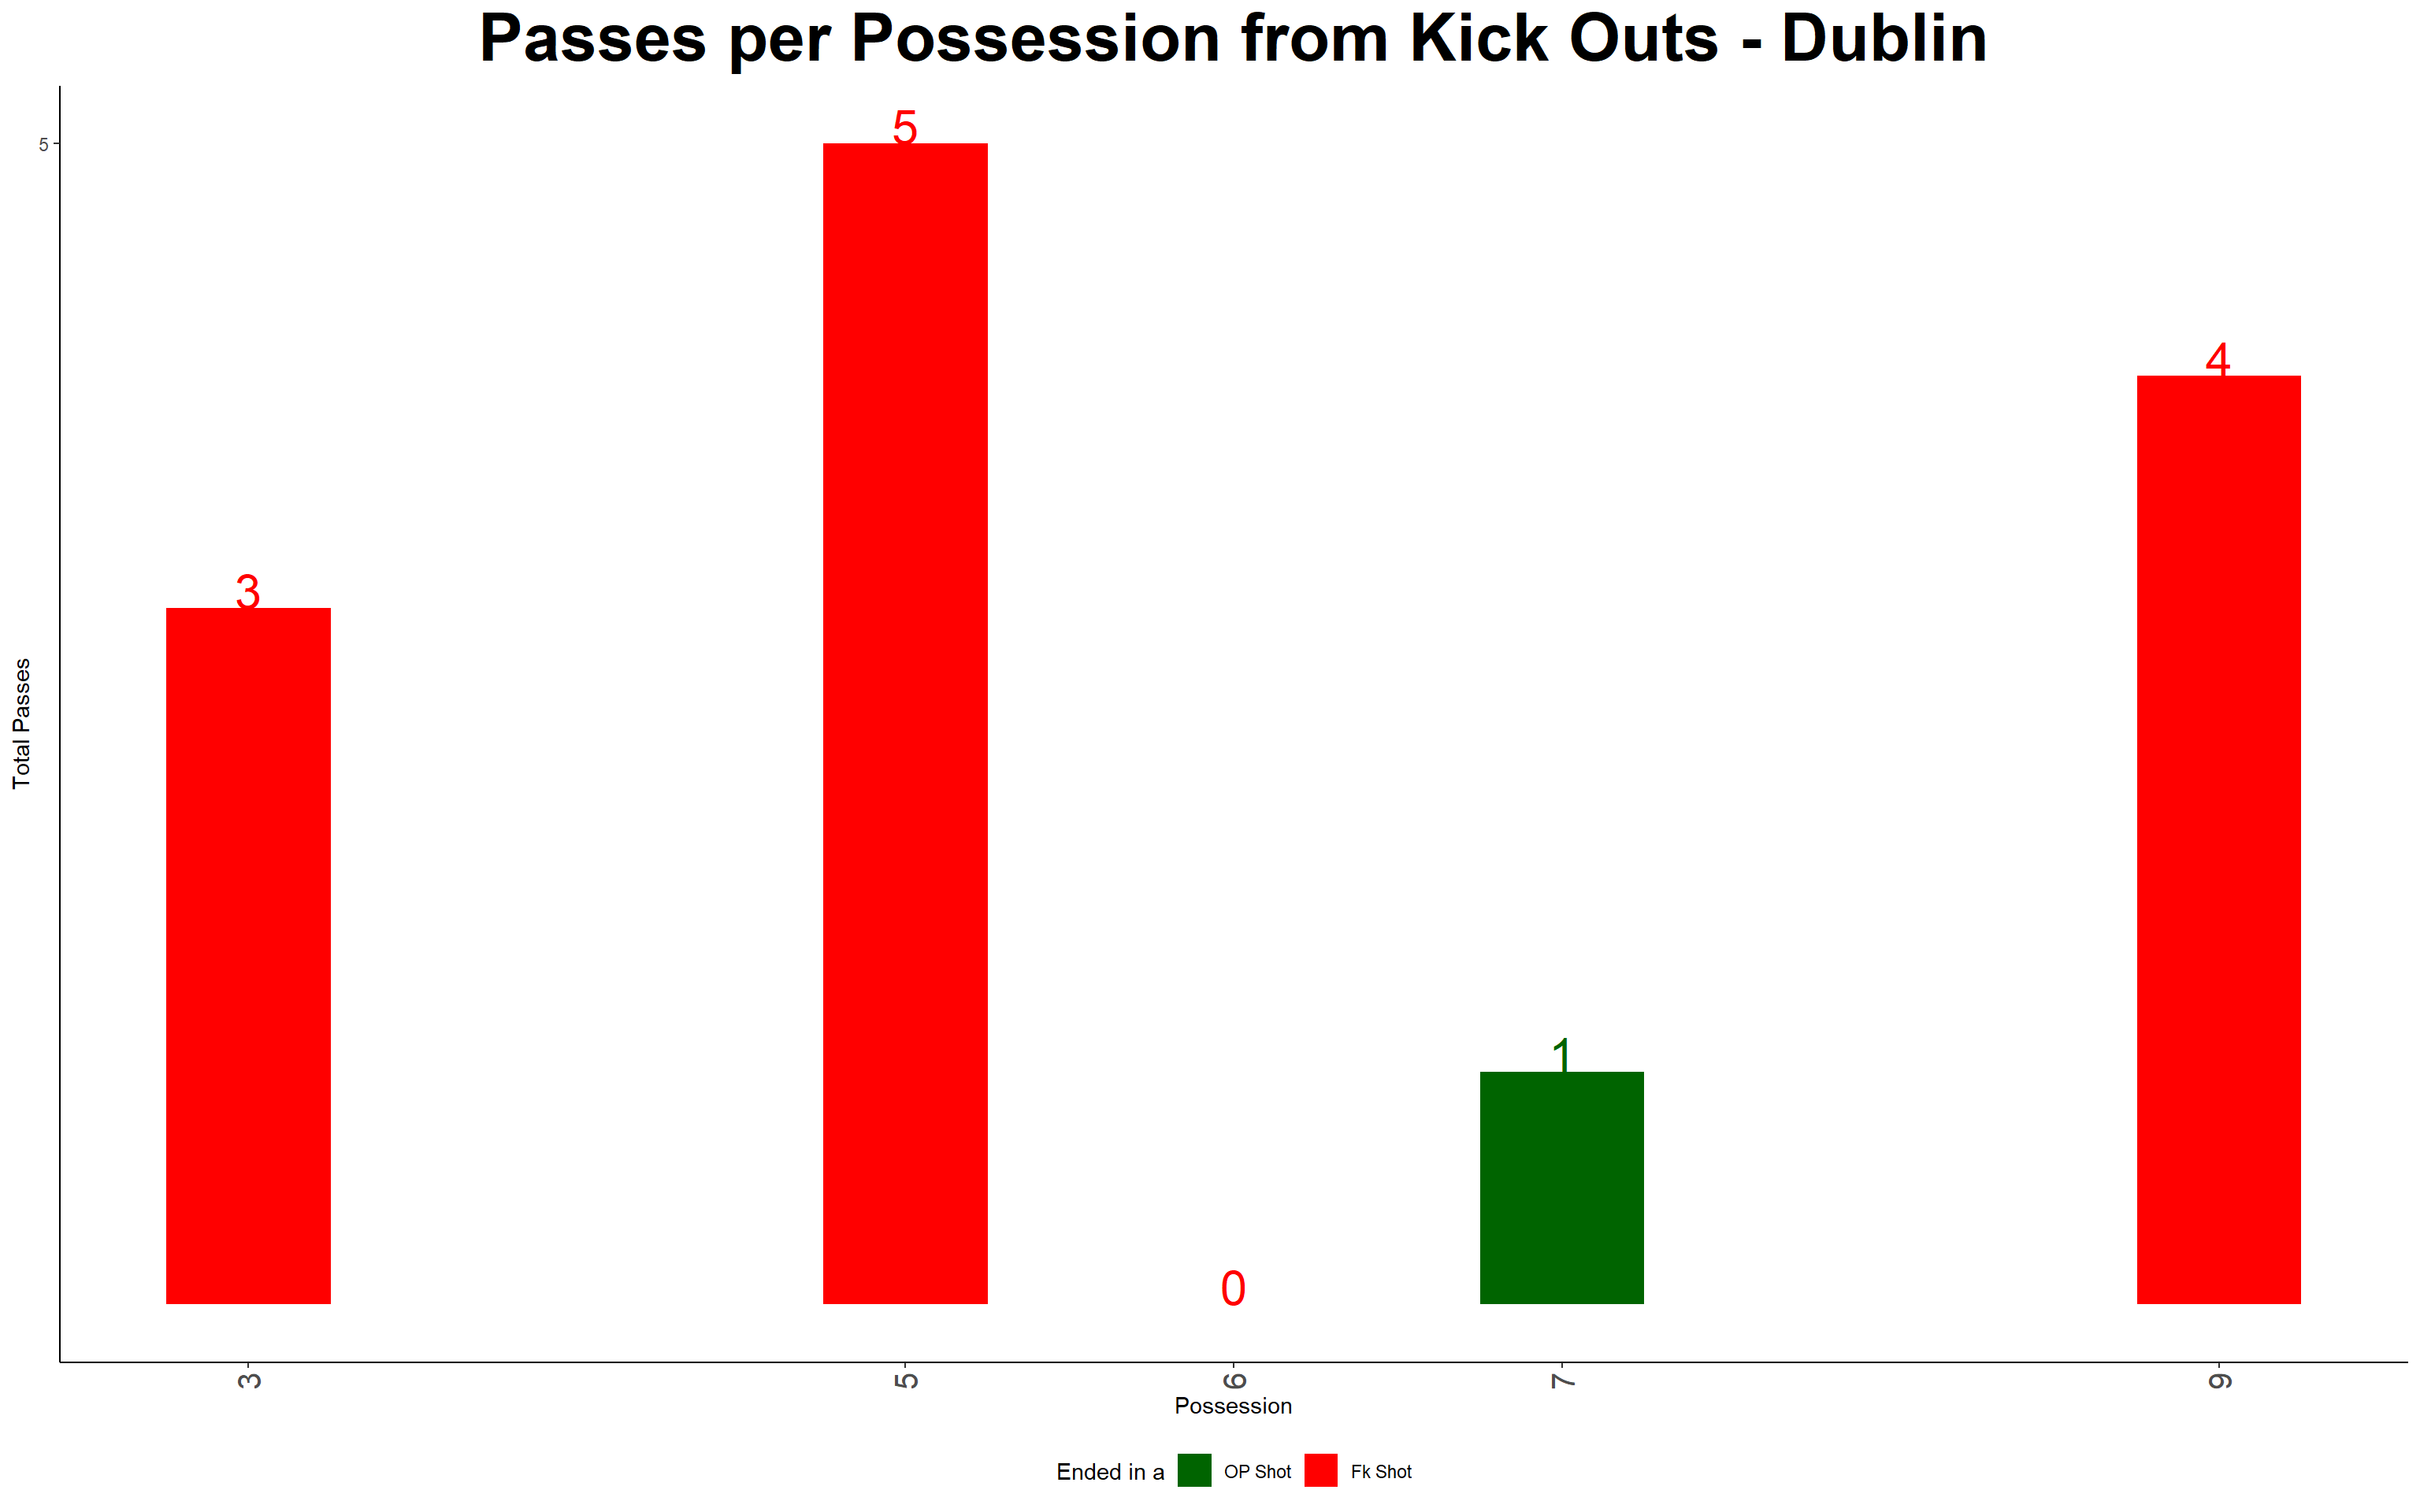 Passes per Possession from Kick Outs - Dublin
5
5
4
3
Total Passes
1
0
3
5
6
7
9
Possession
Ended in a OP Shot Fk Shot